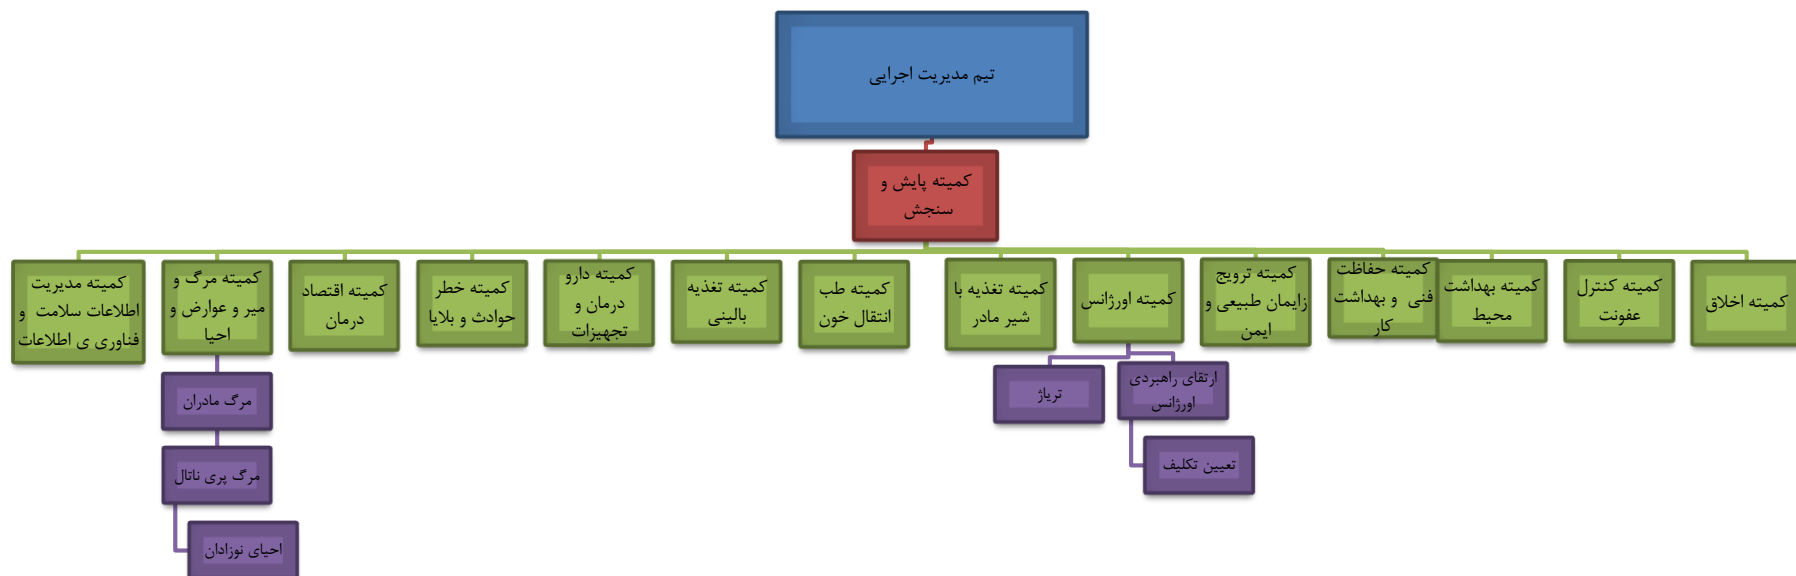 تیم مدیریت اجرایی
کمیته پایش و
سنجش
کمیته اخلاق
کمیته کنترل
عفونت
کمیته بهداشت
محیط
کمیته حفاظت
فنی و بهداشت
کار
کمیته ترویج
زایمان طبیعی و
ایمن
کمیته اورژانس
کمیته تغذیه با
شیر مادر
کمیته طب
انتقال خون
کمیته تغذیه
بالینی
کمیته دارو
درمان و
تجهیزات
کمیته خطر
حوادث و بلایا
کمیته اقتصاد
درمان
کمیته مرگ و
میر و عوارض و
احیا
کمیته مدیریت
اطلاعات سلامت و
فناوری ی اطلاعات
ارتقای راهبردی
اورژانس
تریاژ
تعیین تکلیف
مرگ مادران
مرگ پری ناتال
احیای نوزادان